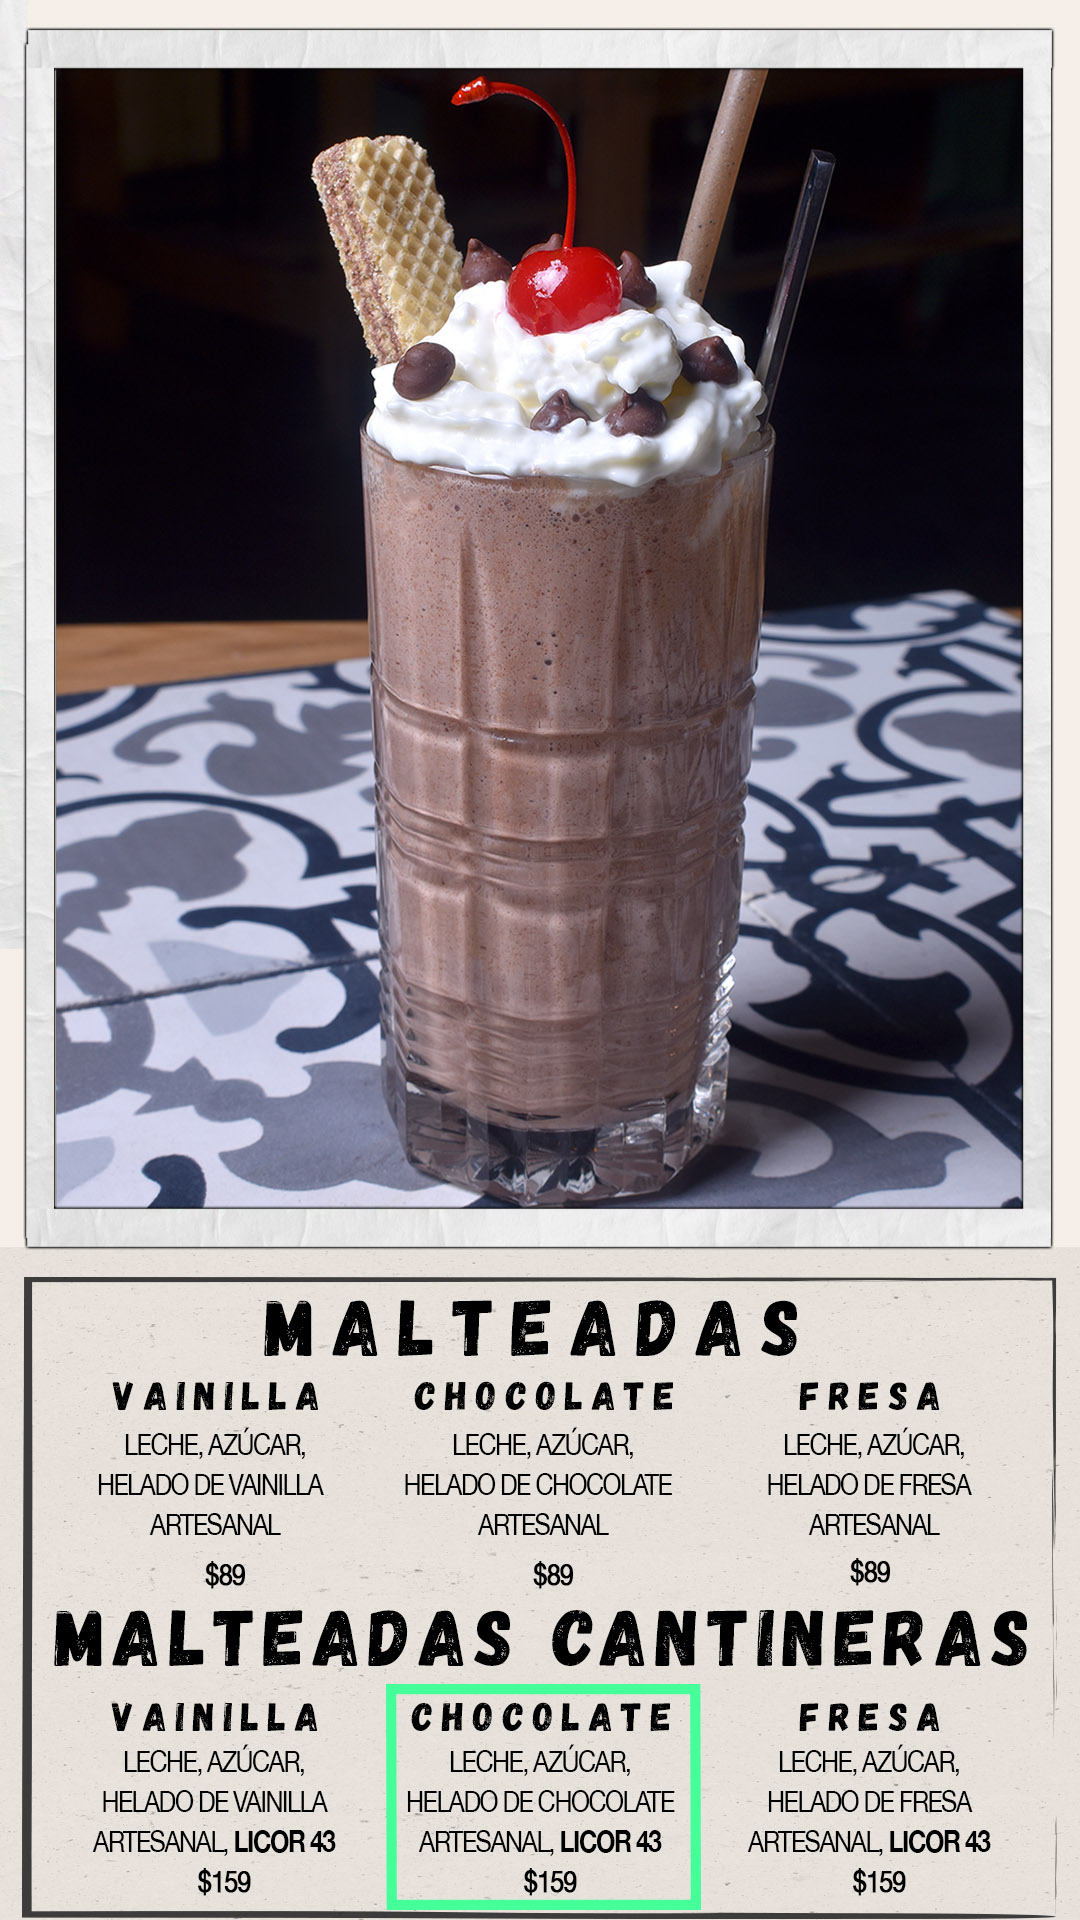 MALTEADAS
VAINILLA
LECHE, AZÚCAR,
HELADO DE VAINILLA
ARTESANAL
$89
CHOCOLATE
LECHE, AZÚCAR,
HELADO DE CHOCOLATE
ARTESANAL
$89
FRESA
LECHE, AZÚCAR,
HELADO DE FRESA
ARTESANAL
$89
MALTEADAS CANTINERAS
VAINILLA
LECHE, AZÚCAR,
HELADO DE VAINILLA
ARTESANAL, LICOR 43
$159
CHOCOLATE
LECHE, AZÚCAR,
HELADO DE CHOCOLATE
ARTESANAL, LICOR 43
$159
FRESA
LECHE, AZÚCAR,
HELADO DE FRESA
ARTESANAL, LICOR 43
$159